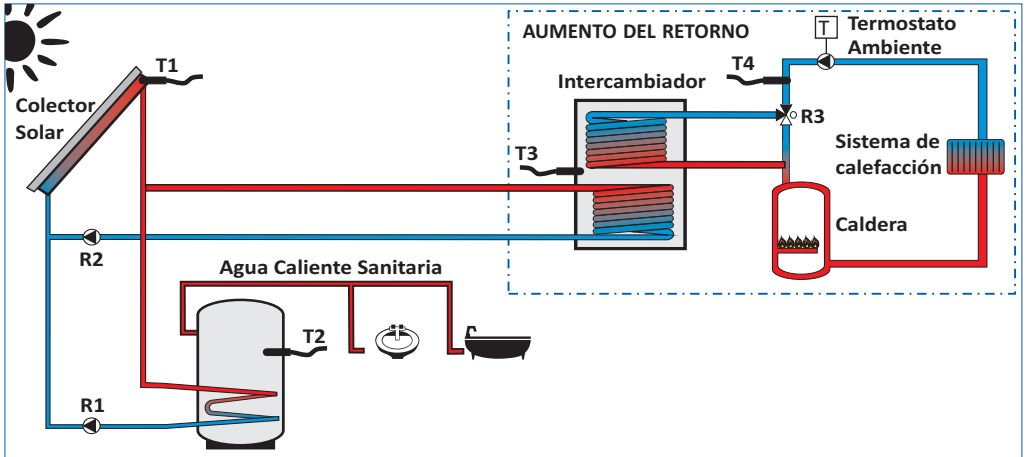 AUMENTO DEL RETORNO
T
Termostato
Ambiente
T1
T4
Intercambiador
Colector
Solar
R3
T3
Sistema de
calefacción
Caldera
R2
Agua Caliente Sanitaria
T2
R1